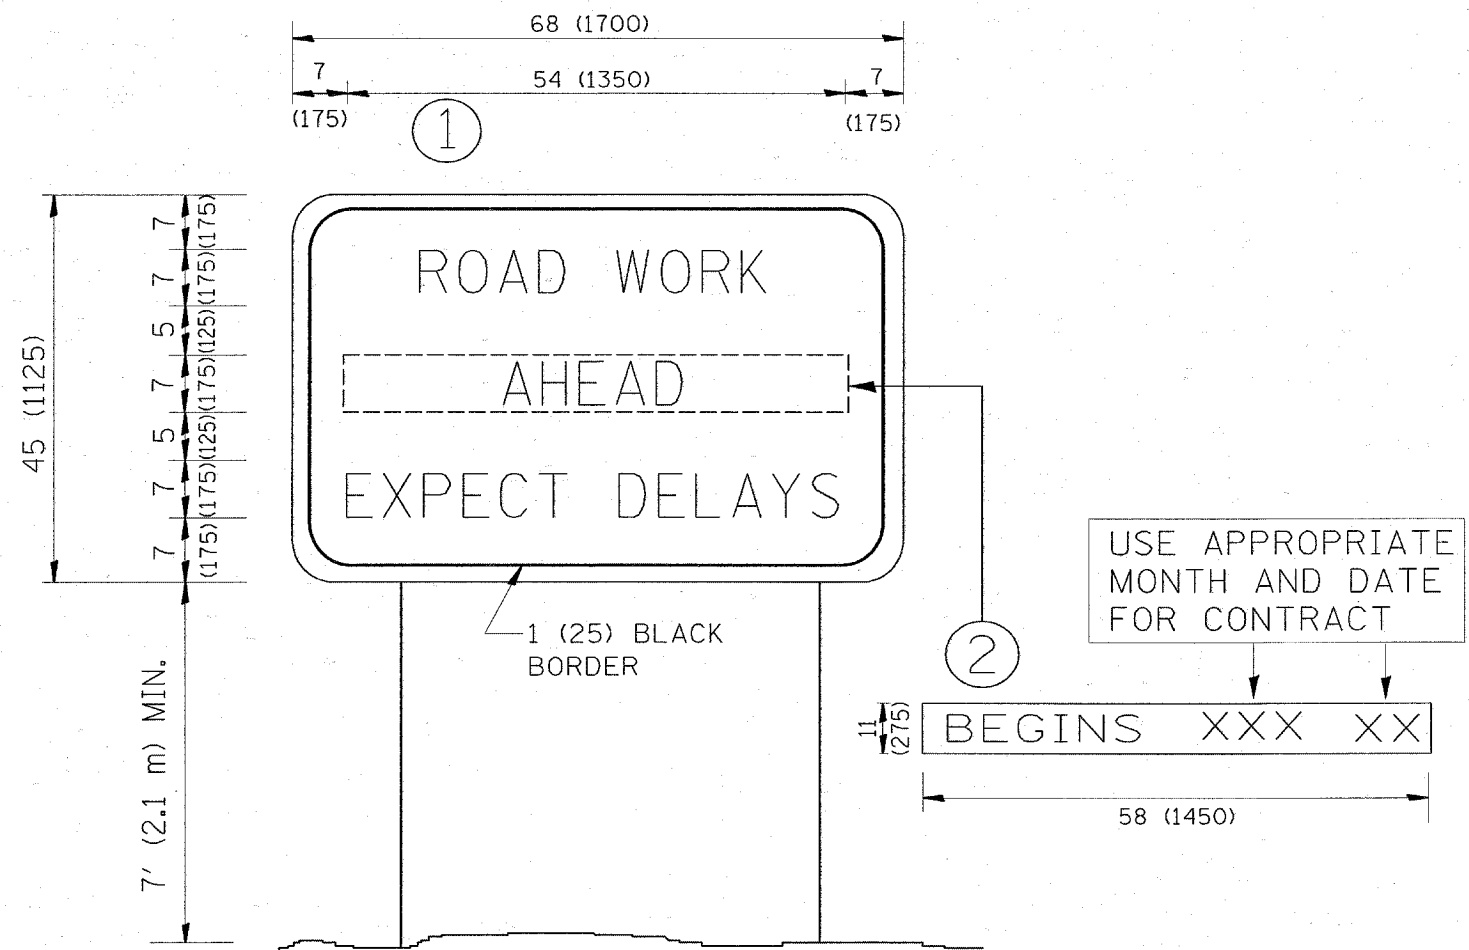 68 (1700)
7
54 (1350)
7
(175)
(175)
1
45 (1125)
7
(175)
7
(175)
5
(125)
7
(175)
5
(125)
7
(175)
7
(175)
ROAD WORK
AHEAD
EXPECT DELAYS
1 (25) BLACK
BORDER
7' (2.1 m) MIN.
2
USE APPROPRIATE
MONTH AND DATE
FOR CONTRACT
11
(275)
BEGINS XXX XX
58 (1450)